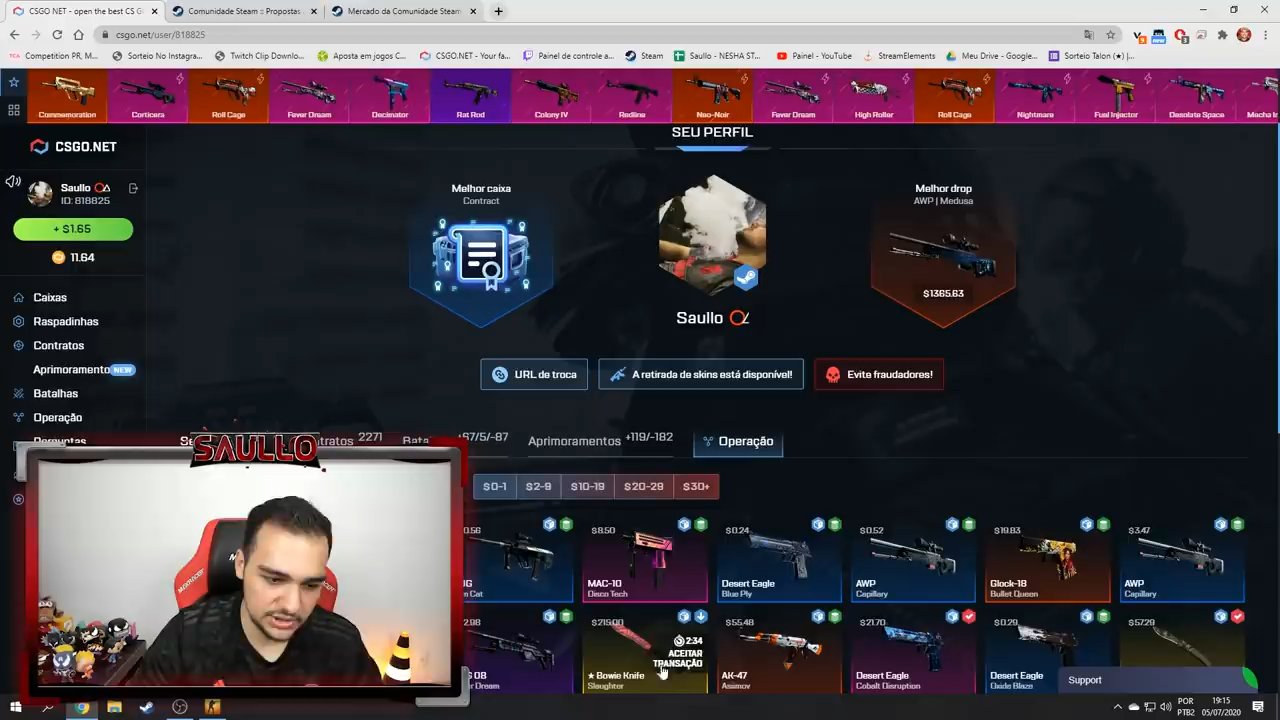 CSGO NET - open the best CS G
Comunidade Steam :: Propostas
Mercado da Comunidade Steam
csgo.net/user/818825
Competition PR, M...
Sorteio No Instagra...
Twitch Clip Downlo...
Aposta em jogos C...
CSGO.NET - Your fa...
Painel de controle a...
Steam
Saullo - NESHA ST...
Painel - YouTube
StreamElements
Meu Drive - Google...
Sorteio Talon (★)...
Commemoration
Corticera
Roll Cage
Fever Dream
Decimator
Rat Rod
Colony IV
Redline
Neo-Noir
Fever Dream
High Roller
Roll Cage
Nightmare
Fuel Injector
Desolate Space
Mecha In
CSGO.NET
SEU PERFIL
Saullo
ID: 818825
+ $1.65
11.64
Caixas
Raspadinhas
Contratos
Aprimoramento NEW
Batalhas
Operação
Perguntas
Melhor caixa
Contract
Melhor drop
AWP | Medusa
$1365.63
Saullo
URL de troca
A retirada de skins está disponível!
Evite fraudadores!
2271
+119/-182
Aprimoramentos
Operação
$0-1
$2-9
$10-19
$20-29
$30+
$8.50
MAC-10
Disco Tech
$0.24
Desert Eagle
Blue Ply
$0.52
AWP
Capillary
$19.83
Glock-18
Bullet Queen
$3.47
AWP
Capillary
$215.00
2:34
ACEITAR
TRANSAÇÃO
★ Bowie Knife
Slaughter
$55.48
AK-47
Asimov
$21.70
Desert Eagle
Cobalt Disruption
$0.29
Desert Eagle
Oxide Blaze
$57.29
Support
SAULLO
POR
PTB2
19:15
05/07/2020